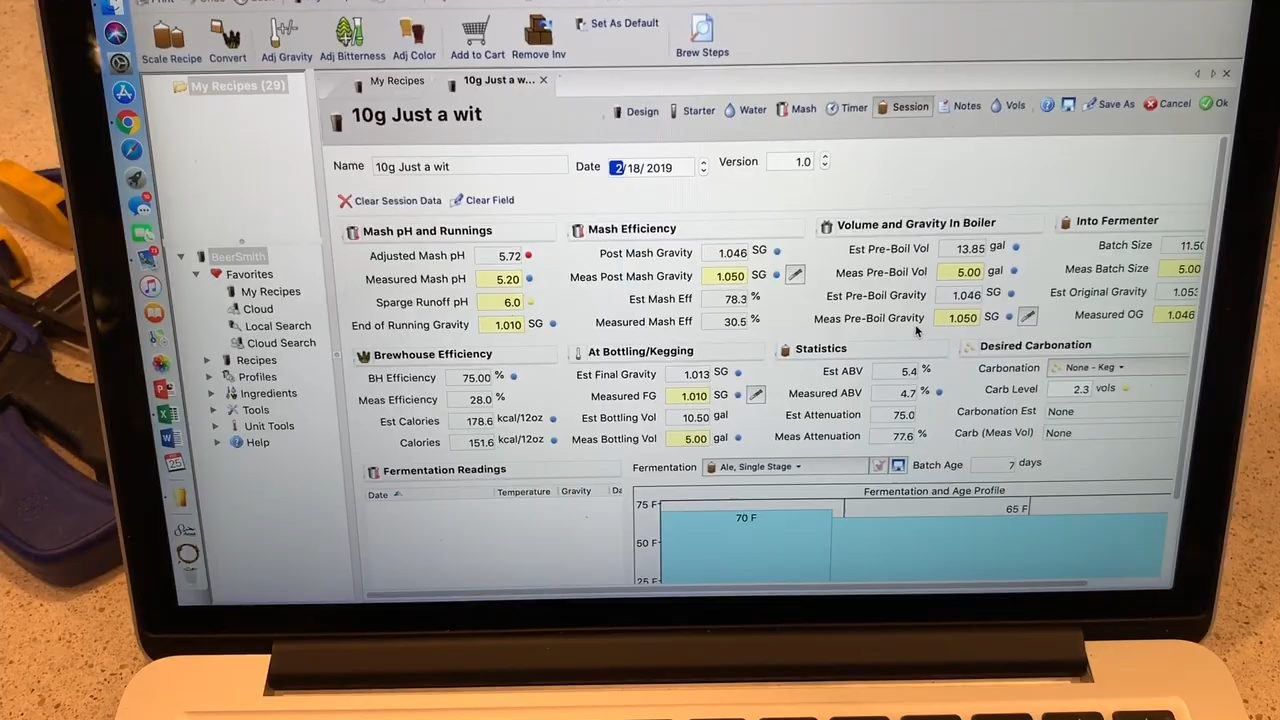 Scale Recipe Convert Adj Gravity Adj Bitterness Adj Color Add to Cart Remove Inv Set As Default Brew Steps
My Recipes (29)
My Recipes 10g Just a w...
10g Just a wit
Design Starter Water Mash Timer Session Notes Vols Save As Cancel Ok
Name 10g Just a wit Date 2/18/2019 Version 1.0
Clear Session Data Clear Field
Mash pH and Runnings
Adjusted Mash pH 5.72
Measured Mash pH 5.20
Sparge Runoff pH 6.0
End of Running Gravity 1.010 SG
Mash Efficiency
Post Mash Gravity 1.046 SG
Meas Post Mash Gravity 1.050 SG
Est Mash Eff 78.3 %
Measured Mash Eff 30.5 %
Volume and Gravity In Boiler
Est Pre-Boil Vol 13.85 gal
Meas Pre-Boil Vol 5.00 gal
Est Pre-Boil Gravity 1.046 SG
Meas Pre-Boil Gravity 1.050 SG
Into Fermenter
Batch Size 11.50
Meas Batch Size 5.00
Est Original Gravity 1.05
Measured OG 1.046
Brewhouse Efficiency
BH Efficiency 75.00 %
Meas Efficiency 28.0 %
Est Calories 178.6 kcal/12oz
Calories 151.6 kcal/12oz
At Bottling/Kegging
Est Final Gravity 1.013 SG
Measured FG 1.010 SG
Est Bottling Vol 10.50 gal
Meas Bottling Vol 5.00 gal
Statistics
Est ABV 5.4 %
Measured ABV 4.7 %
Est Attenuation 75.0
Meas Attenuation 77.6 %
Desired Carbonation
Carbonation None - Keg
Carb Level 2.3 vols
Carbonation Est None
Carb (Meas Vol) None
BeerSmith
Favorites
My Recipes
Cloud
Local Search
Cloud Search
Recipes
Profiles
Ingredients
Tools
Unit Tools
Help
Fermentation Readings
Date Temperature Gravity
Fermentation Ale, Single Stage Batch Age 7 days
Fermentation and Age Profile
75 F
70 F
65 F
50 F
25 F